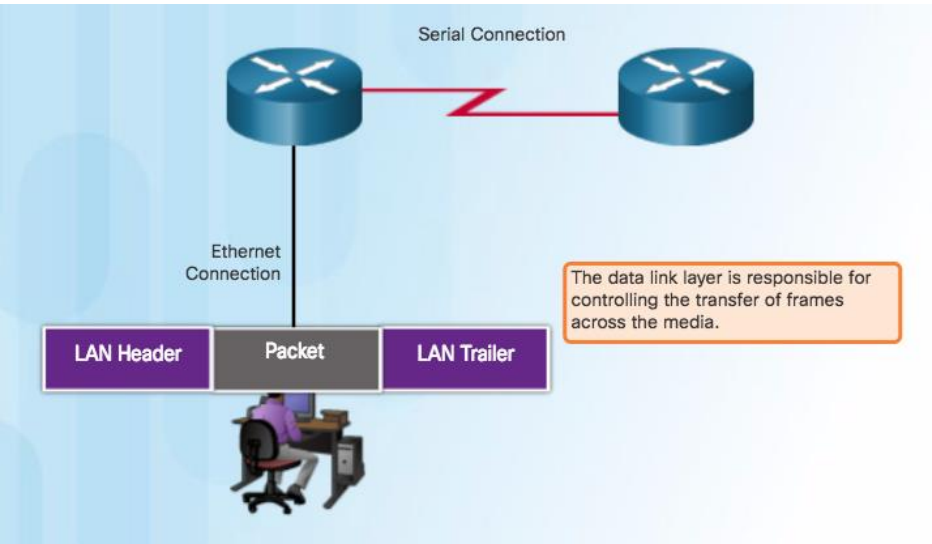 Serial Connection
Ethernet
Connection
The data link layer is responsible for
controlling the transfer of frames
across the media.
LAN Header
Packet
LAN Trailer